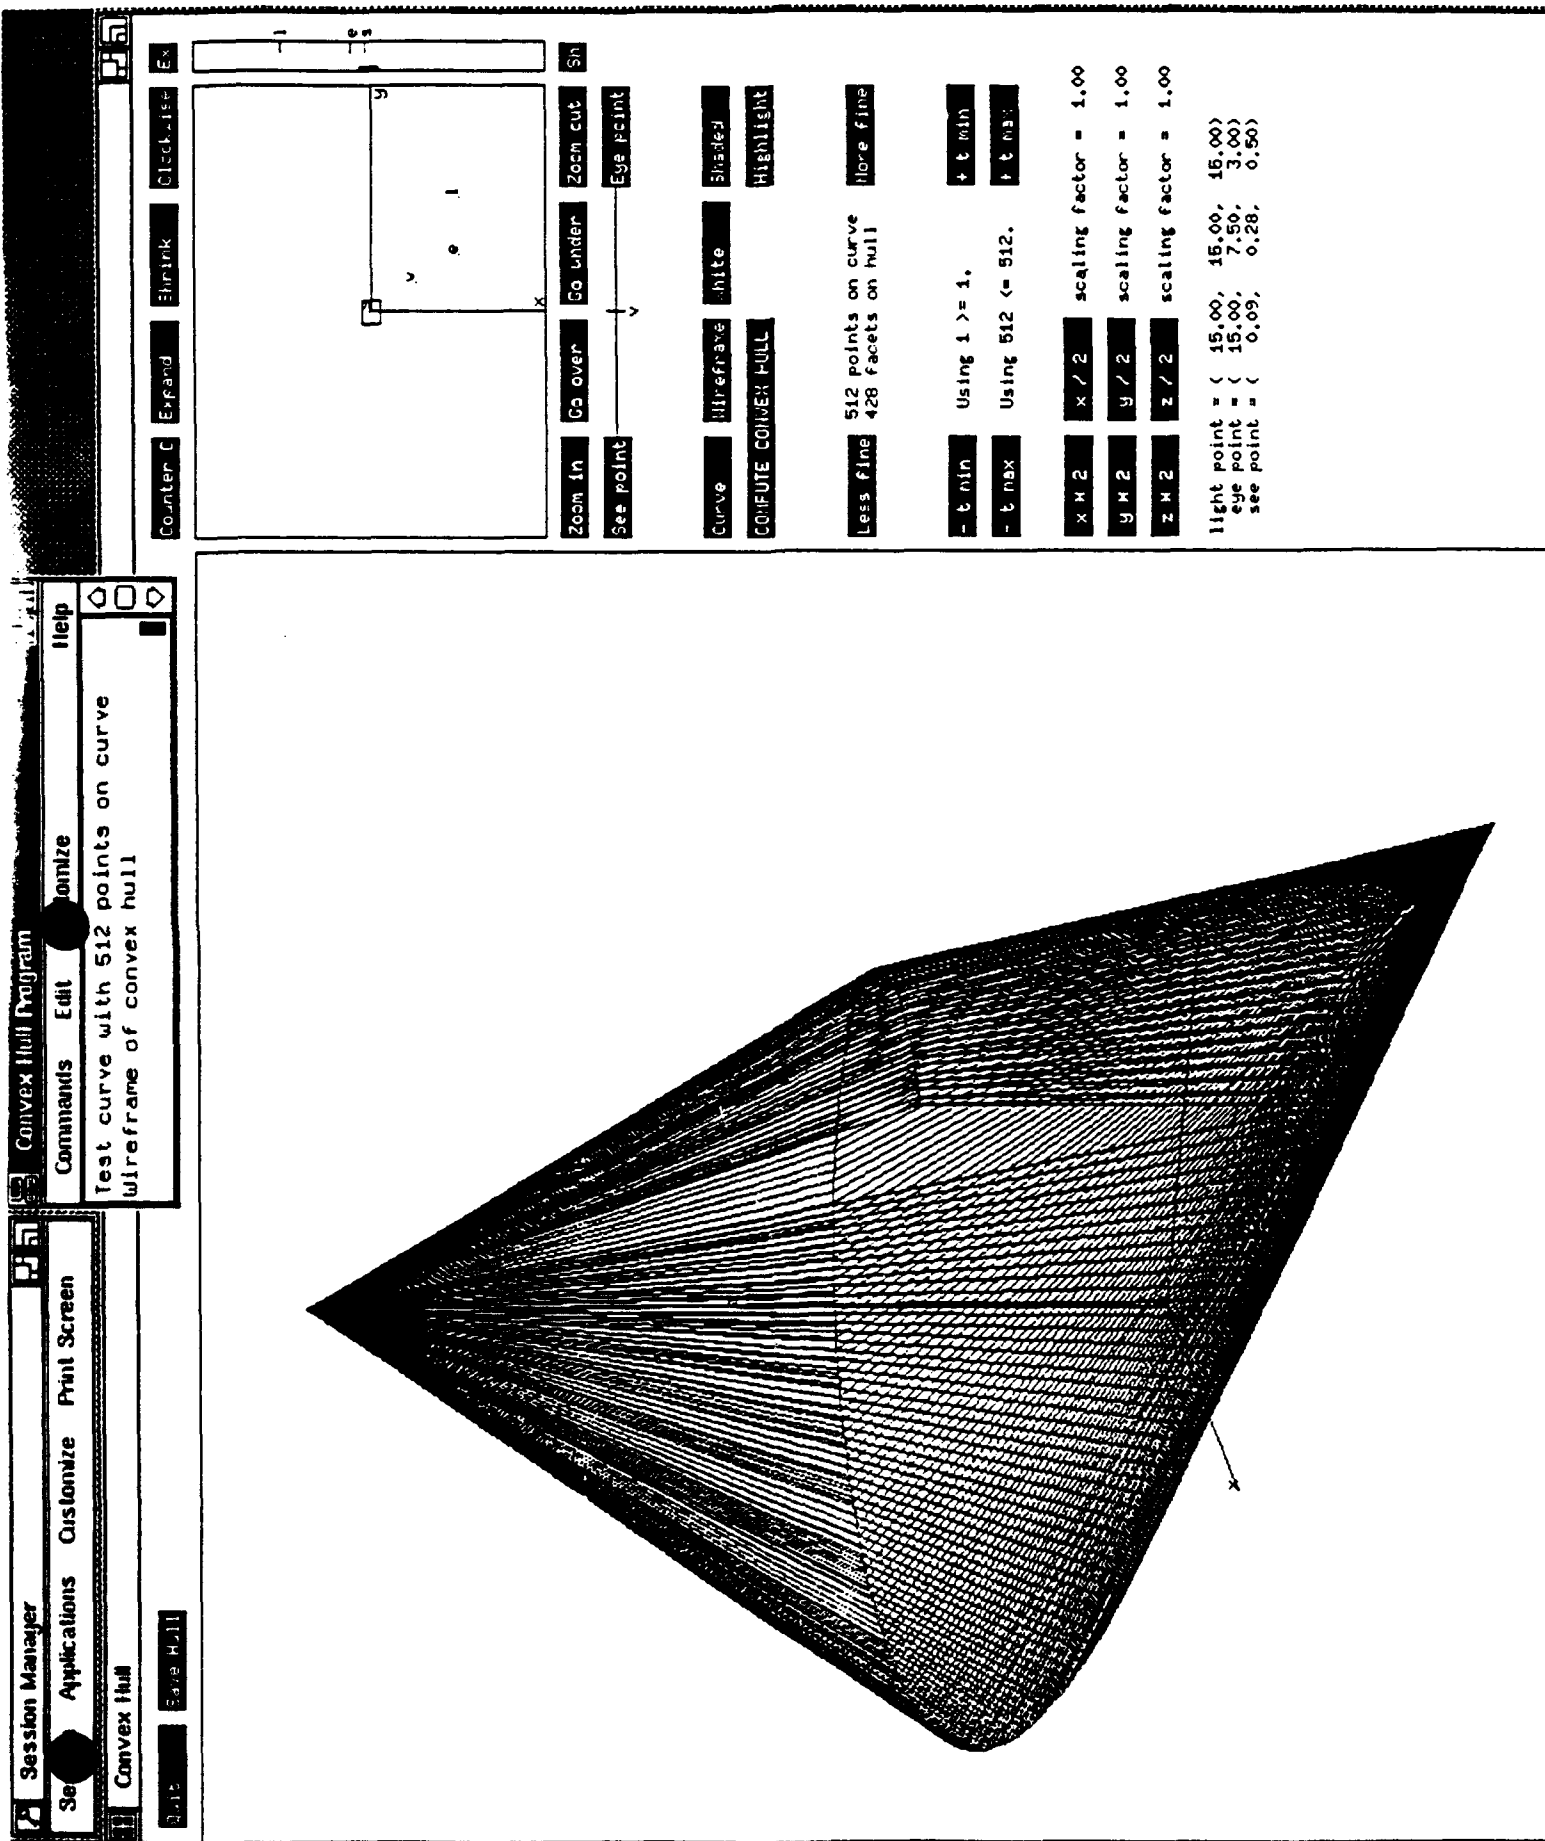 Session Manager
Applications Customize Print Screen
Convex Hull Program
Commands Edit Help
Test curve with 512 points on curve
Wireframe of convex hull
Convex Hull
Quit Save Hull
Counter C Expand Shrink Clockwise Ex
l
e
s
y
x
v
e
l
Zoom in Go over Go under Zoom out Sh
See point Eye point
v
Curve Wireframe White Shaded
COMPUTE CONVEX HULL Highlight
Less fine 512 points on curve More fine
428 facets on hull
- t min Using 1 >= 1. + t min
- t max Using 512 <= 512. + t max
x * 2 x / 2 scaling factor = 1.00
y * 2 y / 2 scaling factor = 1.00
z * 2 z / 2 scaling factor = 1.00
light point = ( 15.00, 15.00, 15.00)
eye point = ( 15.00, 7.50, 3.00)
see point = ( 0.09, 0.28, 0.50)
x